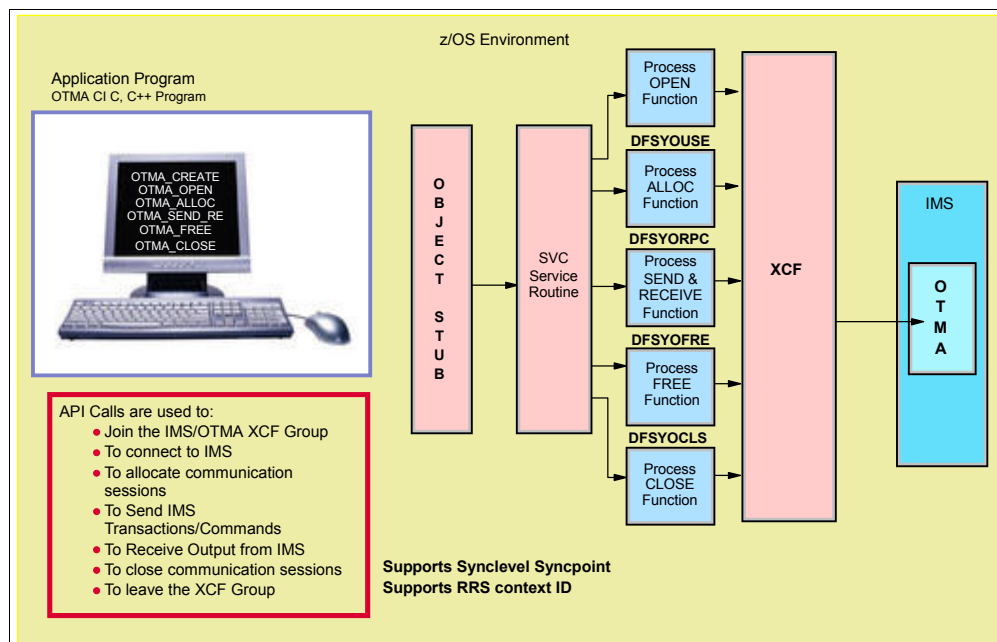 z/OS Environment
Application Program
OTMA CI C, C++ Program
OTMA_CREATE
OTMA_OPEN
OTMA_ALLOC
OTMA_SEND_RE
OTMA_FREE
OTMA_CLOSE
API Calls are used to:
• Join the IMS/OTMA XCF Group
• To connect to IMS
• To allocate communication
sessions
• To Send IMS
Transactions/Commands
• To Receive Output from IMS
• To close communication sessions
• To leave the XCF Group
OBJECT STUB
SVC
Service
Routine
Process
OPEN
Function
DFSYOUSE
Process
ALLOC
Function
DFSYORPC
Process
SEND &
RECEIVE
Function
DFSYOFRE
Process
FREE
Function
DFSYOCLS
Process
CLOSE
Function
XCF
IMS
OTMA
Supports Synclevel Syncpoint
Supports RRS context ID